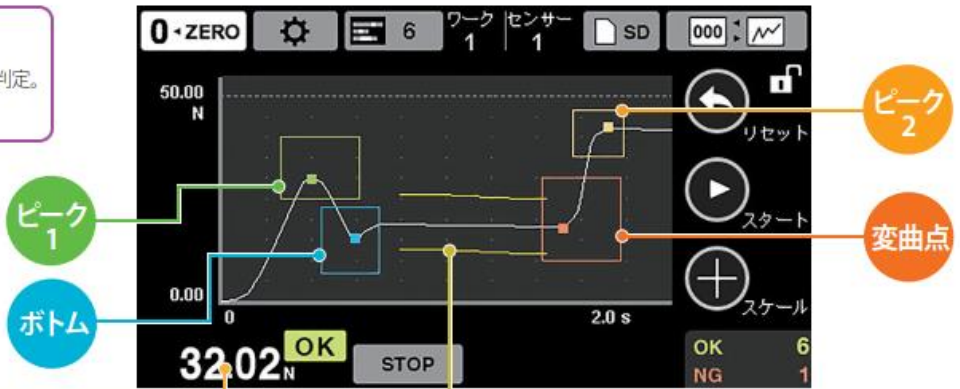 0 ◂ZERO
6
ワーク
1
センサー
1
SD
000
判定。
50.00
N
リセット
ピーク
2
ピーク
1
スタート
変曲点
ボトム
0.00
0
2.0 s
スケール
32.02 N
OK
STOP
OK 6
NG 1